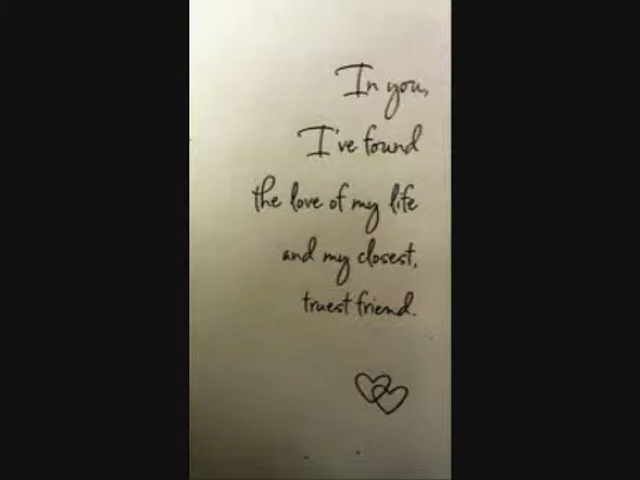 In you,
I've found
the love of my life
and my closest,
truest friend.